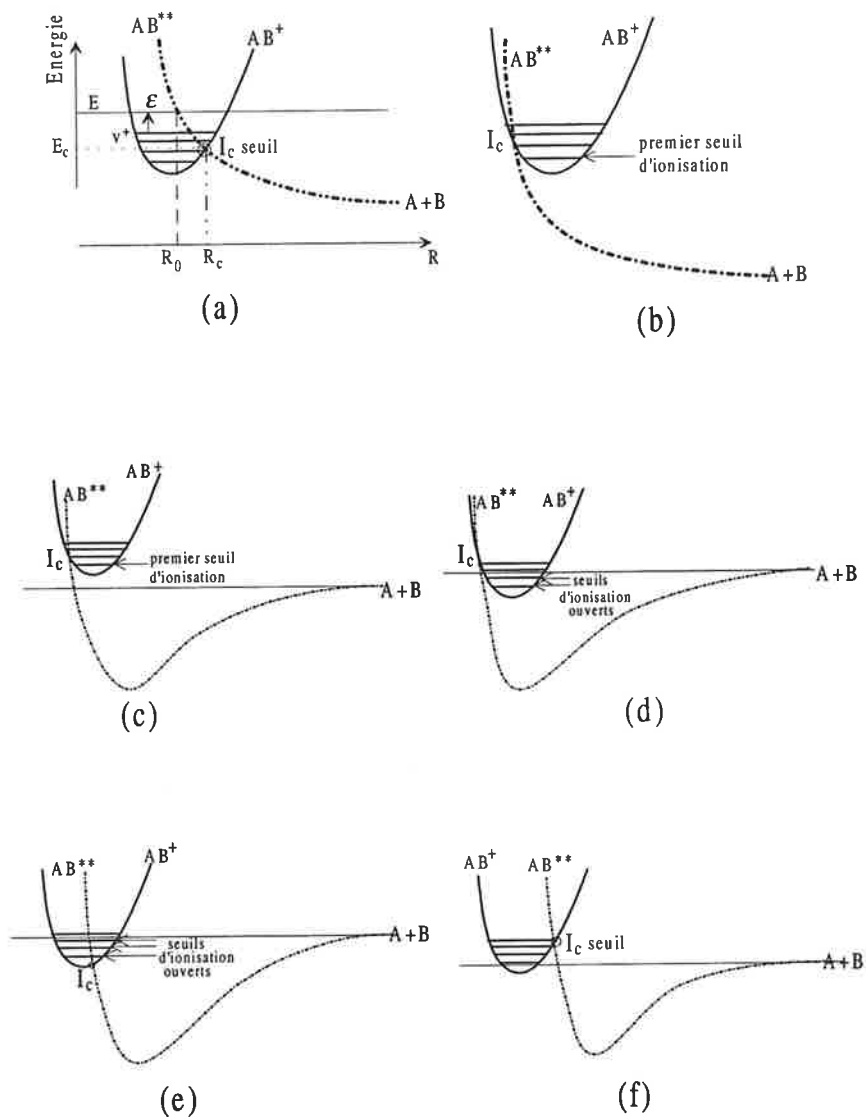 Energie
AB**
AB+
E
ε
v+
Ec
Ic seuil
A+B
R0
Rc
R
(a)
AB**
AB+
Ic
premier seuil
d'ionisation
A+B
(b)
AB**
AB+
Ic
premier seuil
d'ionisation
A+B
(c)
AB**
AB+
Ic
seuils
d'ionisation
ouverts
A+B
(d)
AB**
AB+
seuils
d'ionisation
ouverts
Ic
A+B
(e)
AB+
AB**
Ic seuil
A+B
(f)